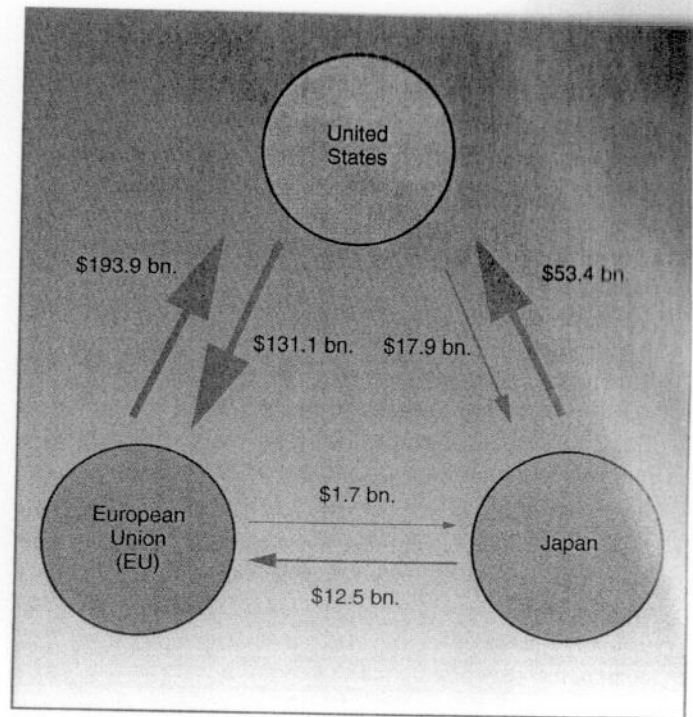 United
States
$193.9 bn.
$53.4 bn.
$131.1 bn.
$17.9 bn.
$1.7 bn.
European
Union
(EU)
Japan
$12.5 bn.